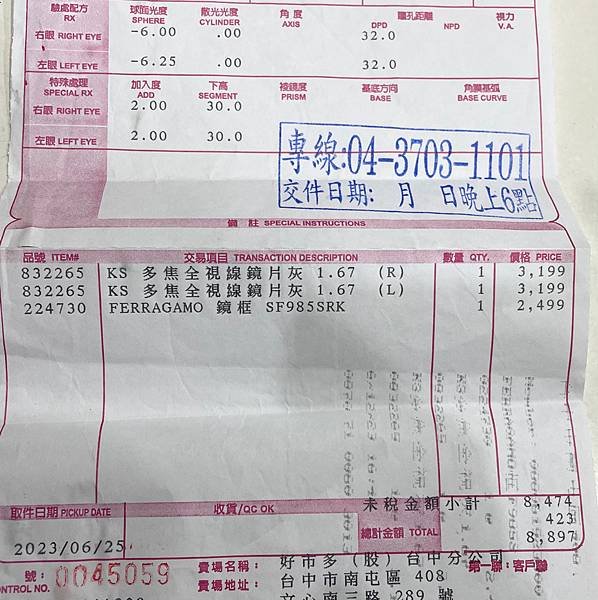 驗處配方 球面光度 散光光度 角度 瞳孔距離 視力
RX SPHERE CYLINDER AXIS DPD NPD V.A.
右眼 RIGHT EYE -6.00 .00 32.0
左眼 LEFT EYE -6.25 .00 32.0
特殊處理 加入度 下高 稜鏡度 基底方向 角膜基弧
SPECIAL RX ADD SEGMENT PRISM BASE BASE CURVE
右眼 RIGHT EYE 2.00 30.0
左眼 LEFT EYE 2.00 30.0
專線:04-3703-1101
交件日期: 月 日晚上6點
備 註 SPECIAL INSTRUCTIONS
品號 ITEM# 交易項目 TRANSACTION DESCRIPTION 數量 QTY. 價格 PRICE
832265 KS 多焦全視線鏡片灰 1.67 (R) 1 3,199
832265 KS 多焦全視線鏡片灰 1.67 (L) 1 3,199
224730 FERRAGAMO 鏡框 SF985SRK 1 2,499
取件日期 PICKUP DATE 收貨/QC OK 未稅金額小計 8,474
423
總計金額 TOTAL 8,897
2023/06/25
號: 0045059 賣場名稱: 好市多(股)台中分公司 第一聯:客戶聯
CONTROL NO. 賣場地址: 台中市南屯區 408
文心南三路 289 號